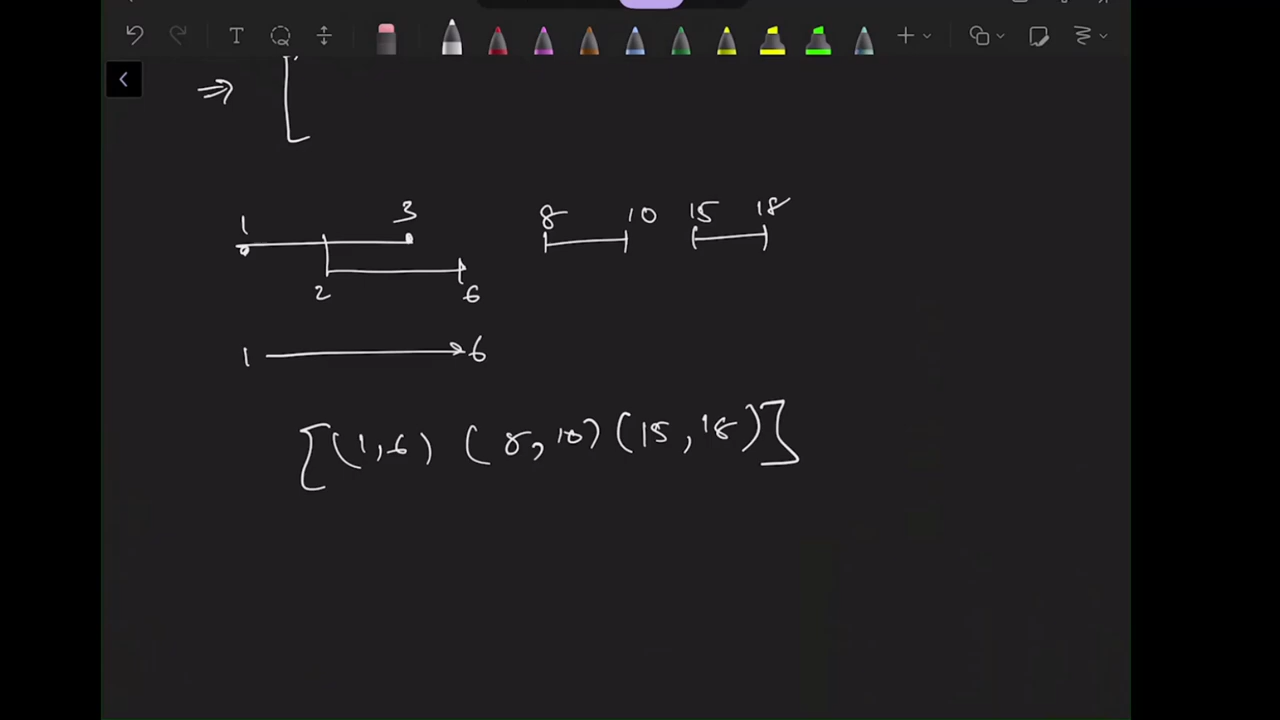 ⇒ [
1 3 8 10 15 18
2 6
1 → 6
[(1,6) (8,10) (15,18)]